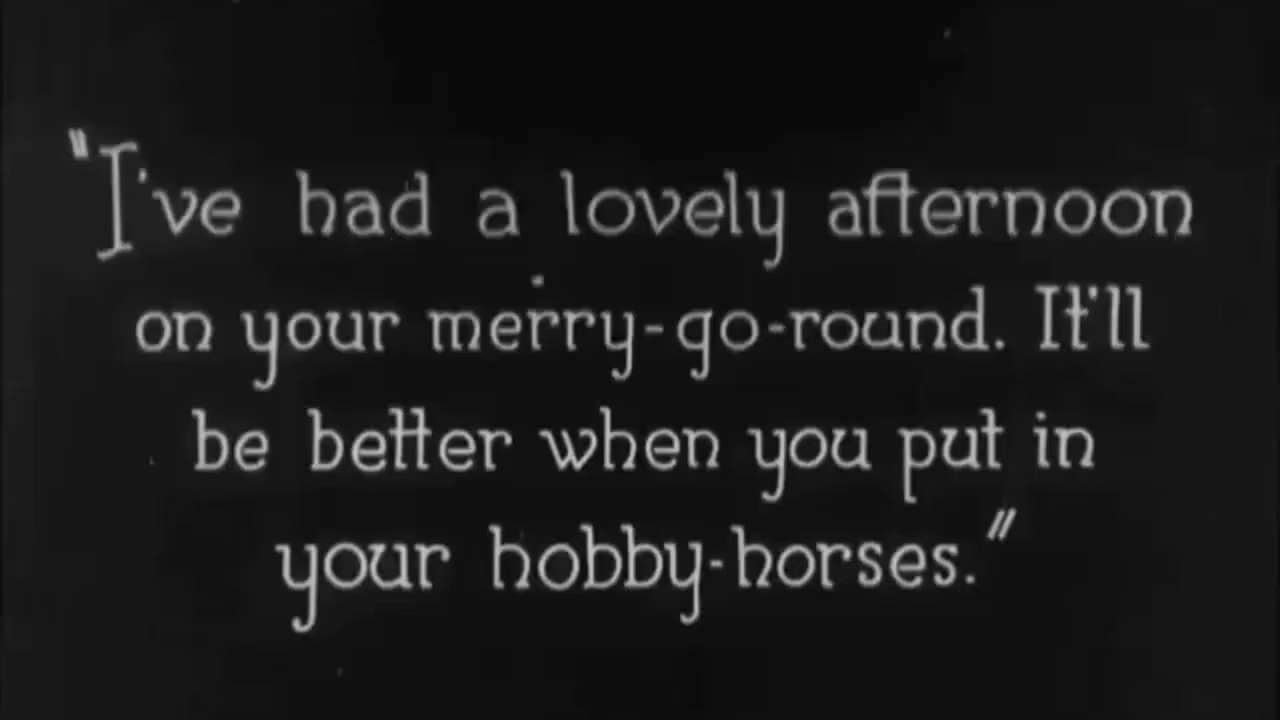 "I've had a lovely afternoon
on your merry-go-round. It'll
be better when you put in
your hobby-horses."